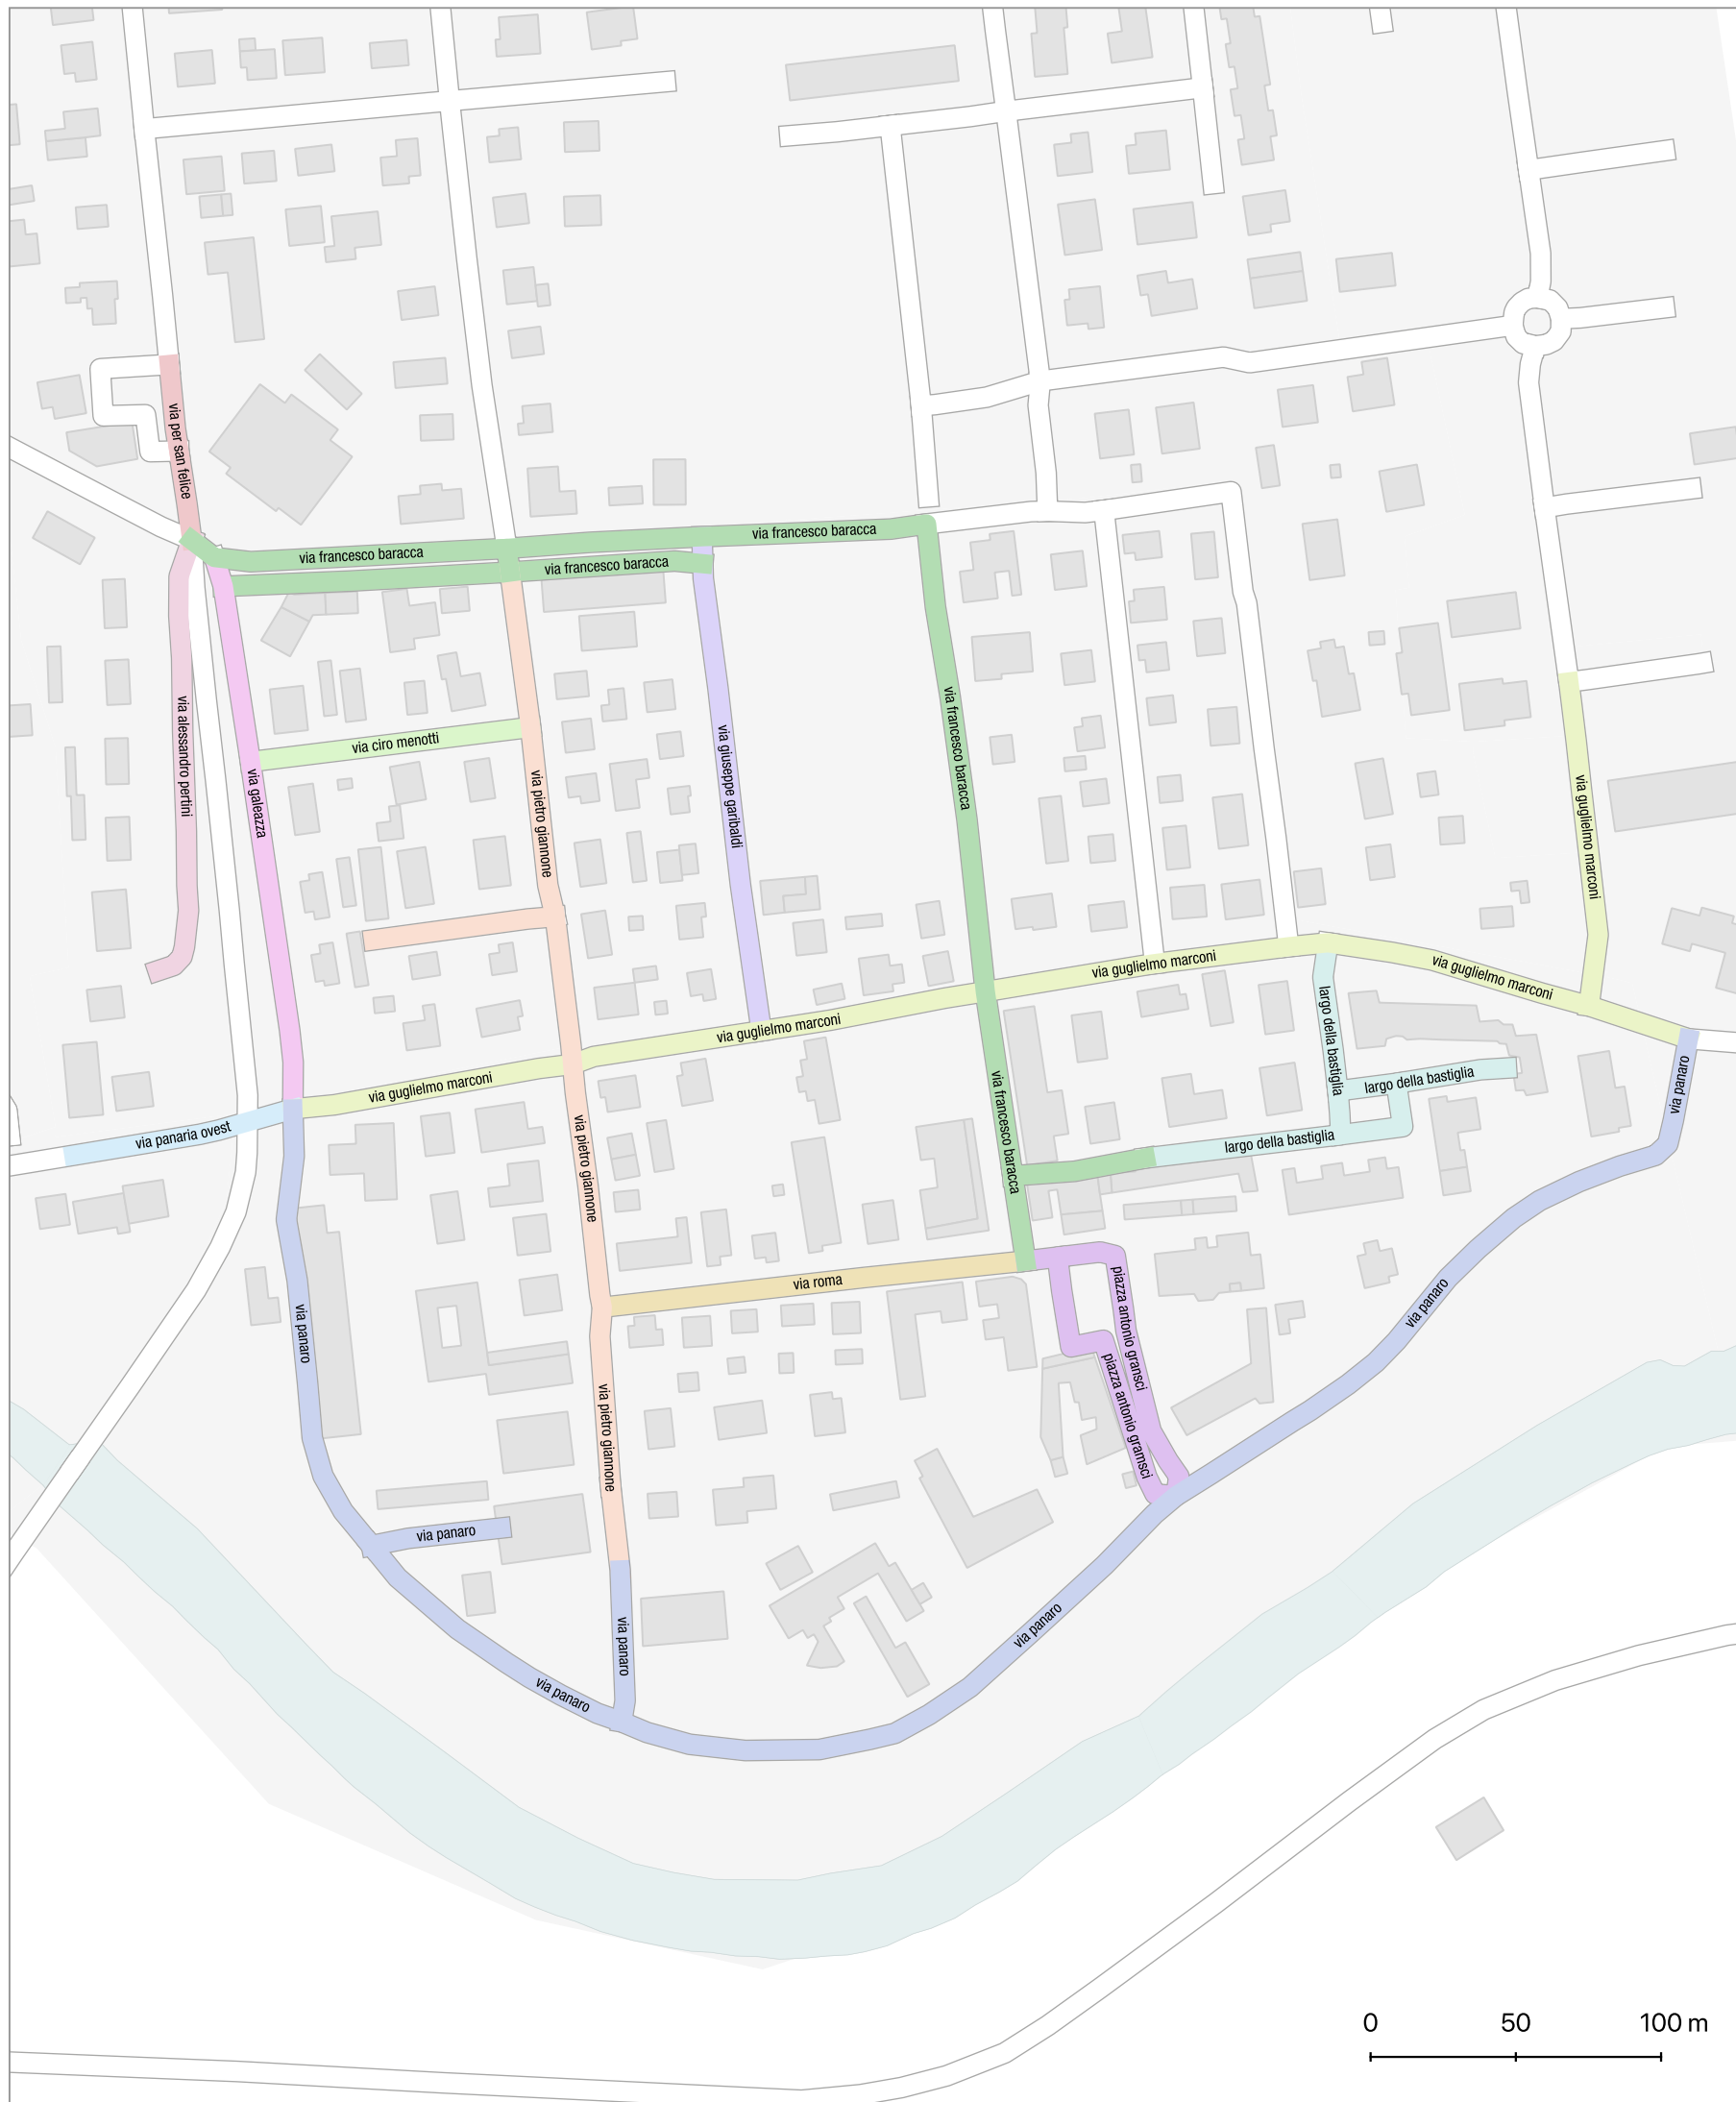 via per san felice
via francesco baracca
via francesco baracca
via francesco baracca
via alessandro pertini
via galeazza
via ciro menotti
via pietro giannone
via giuseppe garibaldi
via francesco baracca
via guglielmo marconi
via guglielmo marconi
via guglielmo marconi
via guglielmo marconi
via guglielmo marconi
largo della bastiglia
largo della bastiglia
largo della bastiglia
via panaro
via panaria ovest
via pietro giannone
via francesco baracca
via roma
piazza antonio gransci
piazza antonio gramsci
via panaro
via panaro
via pietro giannone
via panaro
via panaro
via panaro
via panaro
0 50 100 m